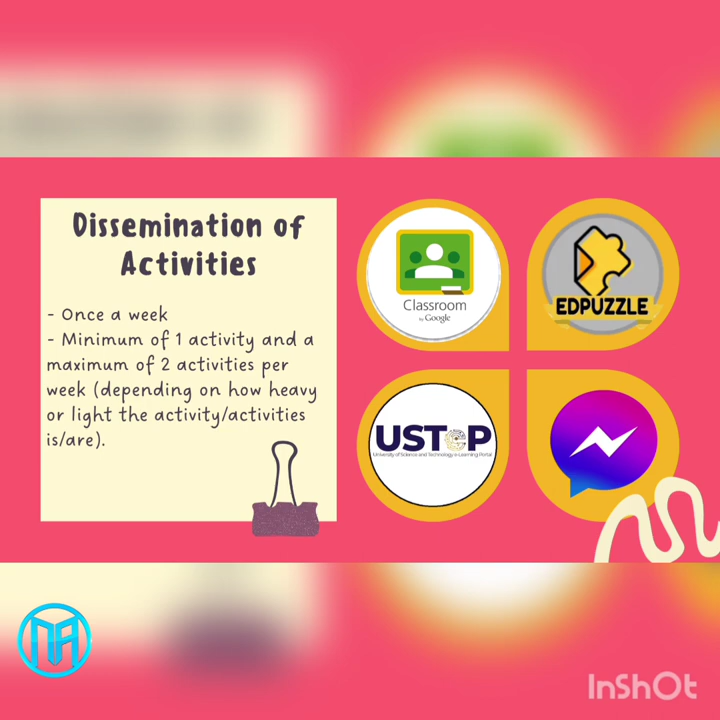 Dissemination of
Activities
- Once a week
- Minimum of 1 activity and a
maximum of 2 activities per
week (depending on how heavy
or light the activity/activities
is/are).
Classroom
by Google
EDPUZZLE
USTeP
University of Science and Technology e-Learning Portal
InShOt